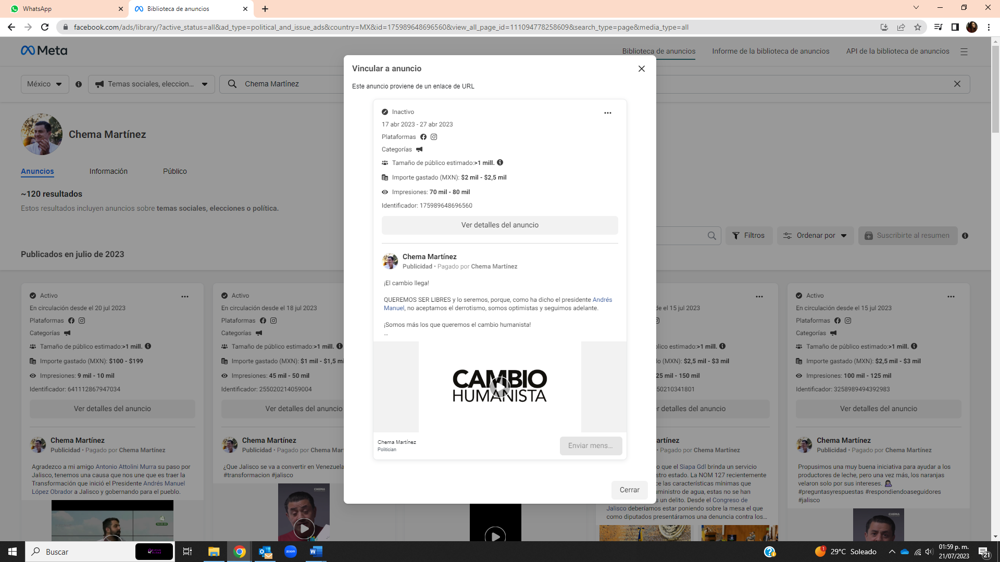 WhatsApp
Biblioteca de anuncios
facebook.com/ads/library/?active_status=all&ad_type=political_and_issue_ads&country=MX&id=175989648696560&view_all_page_id=111094778258609&search_type=page&media_type=all
Meta
Biblioteca de anuncios
Informe de la biblioteca de anuncios
API de la biblioteca de anuncios
México
Temas sociales, eleccion...
Chema Martínez
Chema Martínez
Anuncios
Información
Público
~120 resultados
Estos resultados incluyen anuncios sobre temas sociales, elecciones o política.
Filtros
Ordenar por
Suscribirte al resumen
Publicados en julio de 2023
Vincular a anuncio
Este anuncio proviene de un enlace de URL
Inactivo
17 abr 2023 - 27 abr 2023
Plataformas
Categorías
Tamaño de público estimado:>1 mill.
Importe gastado (MXN): $2 mil - $2,5 mil
Impresiones: 70 mil - 80 mil
Identificador: 175989648696560
Ver detalles del anuncio
Chema Martínez
Publicidad • Pagado por Chema Martínez
¡El cambio llega!
QUEREMOS SER LIBRES y lo seremos, porque, como ha dicho el presidente Andrés
Manuel, no aceptamos el derrotismo, somos optimistas y seguimos adelante.
¡Somos más los que queremos el cambio humanista!
...
CAMBIO
HUMANISTA
Chema Martínez
Politician
Enviar mens...
Cerrar
Activo
En circulación desde el 20 jul 2023
Plataformas
Categorías
Tamaño de público estimado:>1 mill.
Importe gastado (MXN): $100 - $199
Impresiones: 9 mil - 10 mil
Identificador: 641112867947034
Ver detalles del anuncio
Chema Martínez
Publicidad • Pagado por Chema Martínez
Agradezco a mi amigo Antonio Attolini Murra su paso por
Jalisco, tenemos una causa que nos une que es traer la
Transformación que inició el Presidente Andrés Manuel
López Obrador a Jalisco y gobernando para el pueblo.
Activo
En circulación desde el 18 jul 2023
Plataformas
Categorías
Tamaño de público estimado:>1 mill.
Importe gastado (MXN): $1 mil - $1,5 mi
Impresiones: 45 mil - 50 mil
Identificador: 255020214059004
Ver detalles del anuncio
Chema Martínez
Publicidad • Pagado por Chema Ma
¿Que Jalisco se va a convertir en Venezuela
#transformacion #jalisco
CHEMA
de el 15 jul 2023
blico estimado:>1 mill.
o (MXN): $2,5 mil - $3 mil
25 mil - 150 mil
50210341801
r detalles del anuncio
artínez
• Pagado por Chema Martínez
o que el Siapa Gdl brinda un servicio
stro estado. La NOM 127 recientemente
ce las características mínimas que
uministro de agua, estas no se han
s un delito. Desde el Congreso de
Jalisco deberíamos estar poniendo sobre la mesa el que
como diputados presentáramos una denuncia contra los...
Activo
En circulación desde el 15 jul 2023
Plataformas
Categorías
Tamaño de público estimado:>1 mill.
Importe gastado (MXN): $2,5 mil - $3 mil
Impresiones: 100 mil - 125 mil
Identificador: 3258989494392983
Ver detalles del anuncio
Chema Martínez
Publicidad • Pagado por Chema Martínez
Propusimos una muy buena iniciativa para ayudar a los
productores de leche, pero una vez más, los naranjas
velaron solo por sus intereses.
#preguntasyrespuestas #respondiendoaseguidores
#jalisco
CHEMA
Buscar
zoom
1
29°C Soleado
01:59 p. m.
21/07/2023
21